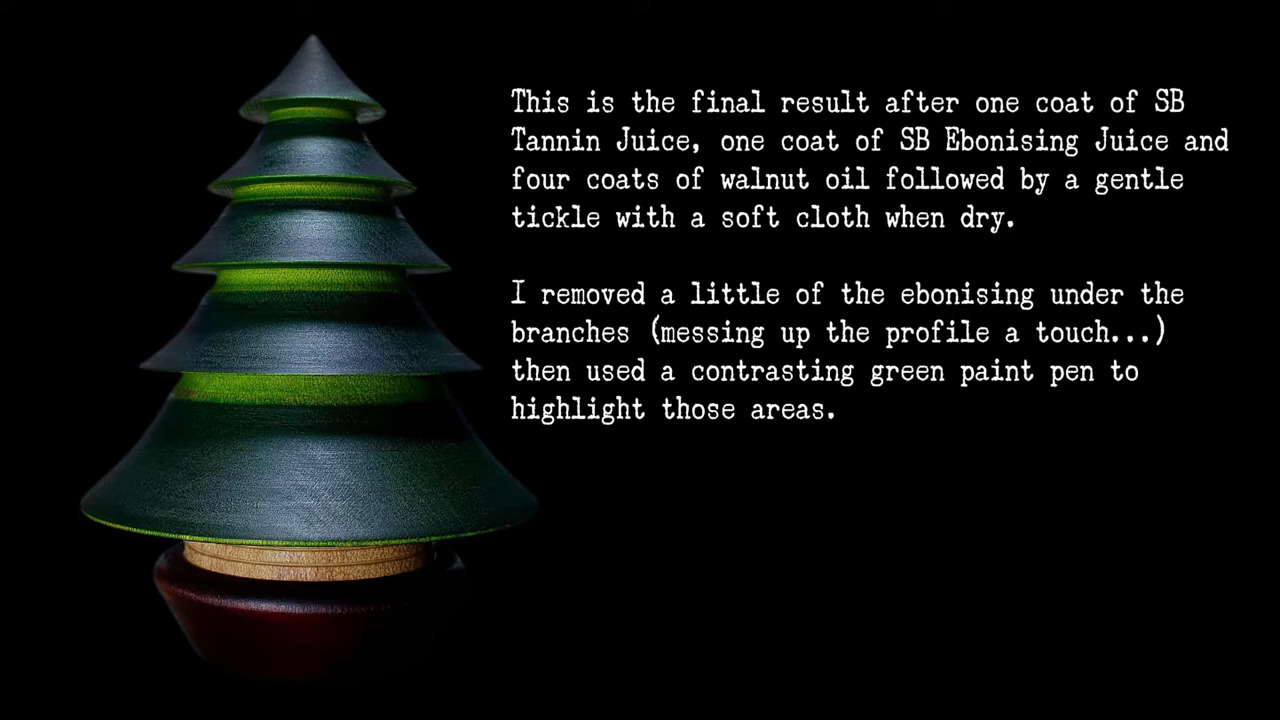 This is the final result after one coat of SB
Tannin Juice, one coat of SB Ebonising Juice and
four coats of walnut oil followed by a gentle
tickle with a soft cloth when dry.
I removed a little of the ebonising under the
branches (messing up the profile a touch...)
then used a contrasting green paint pen to
highlight those areas.